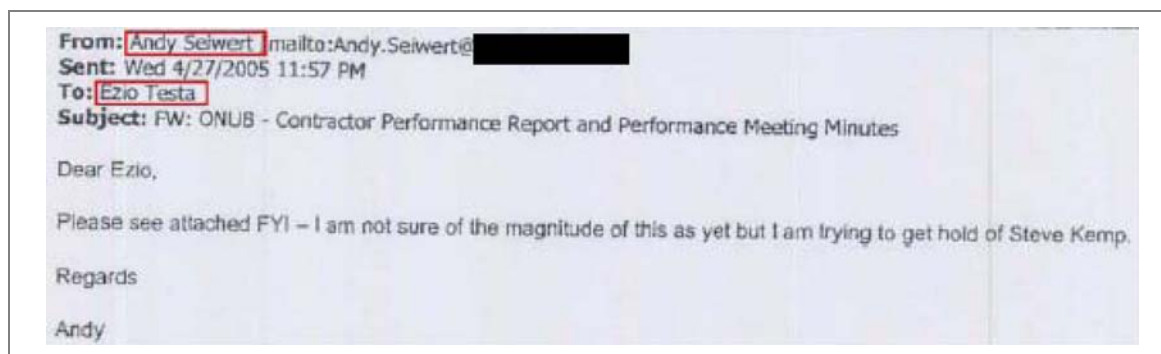 From: Andy Seiwert mailto:Andy.Seiwert@
Sent: Wed 4/27/2005 11:57 PM
To: Ezio Testa
Subject: FW: ONUB - Contractor Performance Report and Performance Meeting Minutes
Dear Ezio,
Please see attached FYI – I am not sure of the magnitude of this as yet but I am trying to get hold of Steve Kemp.
Regards
Andy